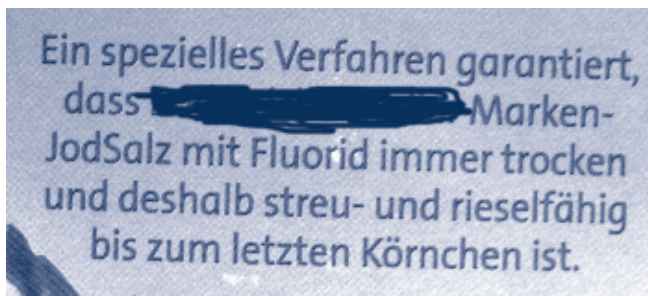 Ein spezielles Verfahren garantiert,
dass Marken-
JodSalz mit Fluorid immer trocken
und deshalb streu- und rieselfähig
bis zum letzten Körnchen ist.